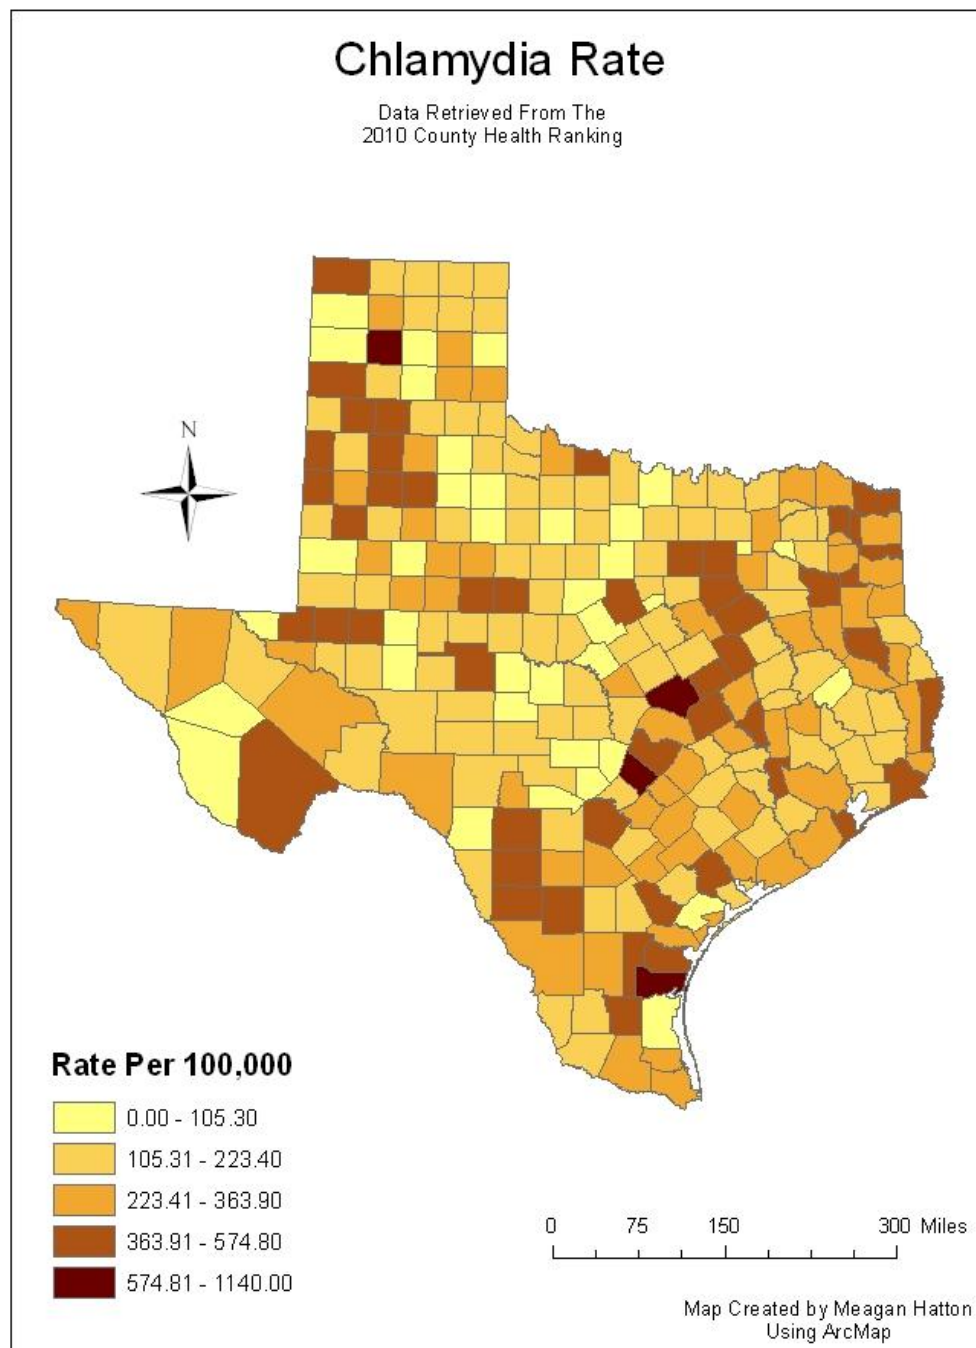 Chlamydia Rate
Data Retrieved From The
2010 County Health Ranking
N
Rate Per 100,000
0.00 - 105.30
105.31 - 223.40
223.41 - 363.90
363.91 - 574.80
574.81 - 1140.00
0 75 150 300 Miles
Map Created by Meagan Hatton
Using ArcMap